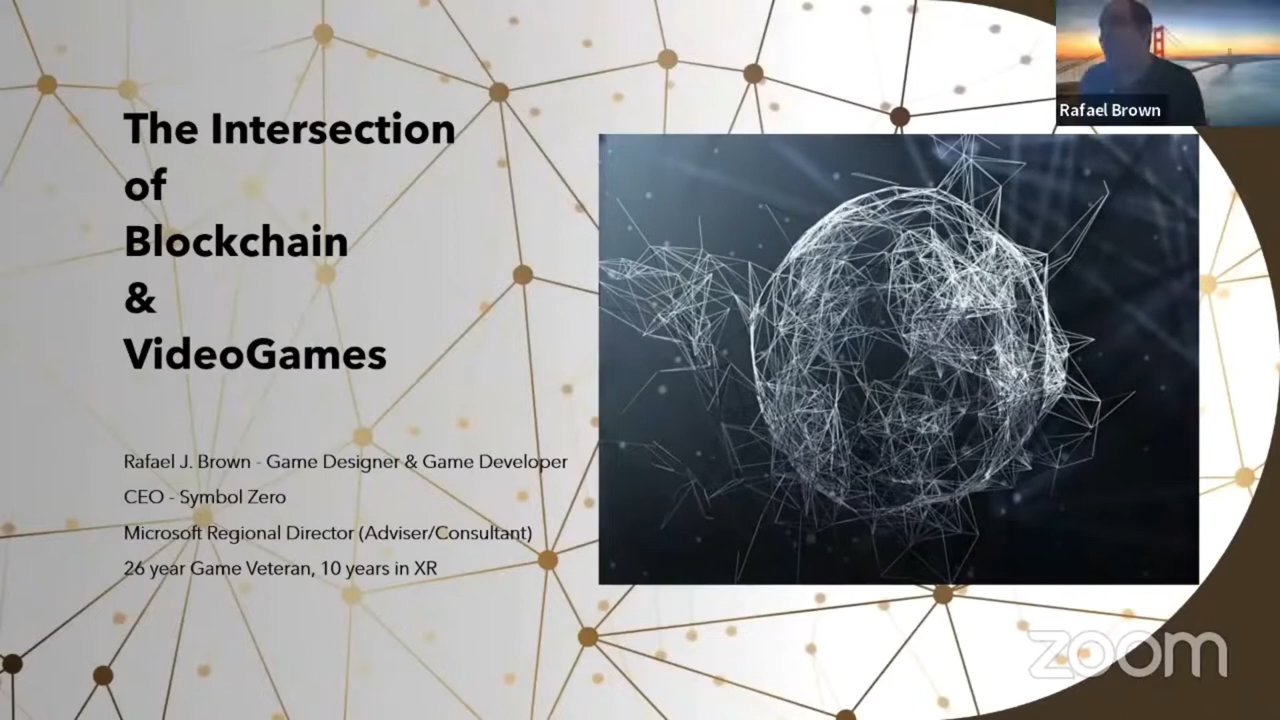 The Intersection
of
Blockchain
&
VideoGames
Rafael J. Brown - Game Designer & Game Developer
CEO - Symbol Zero
Microsoft Regional Director (Adviser/Consultant)
26 year Game Veteran, 10 years in XR
Rafael Brown
zoom